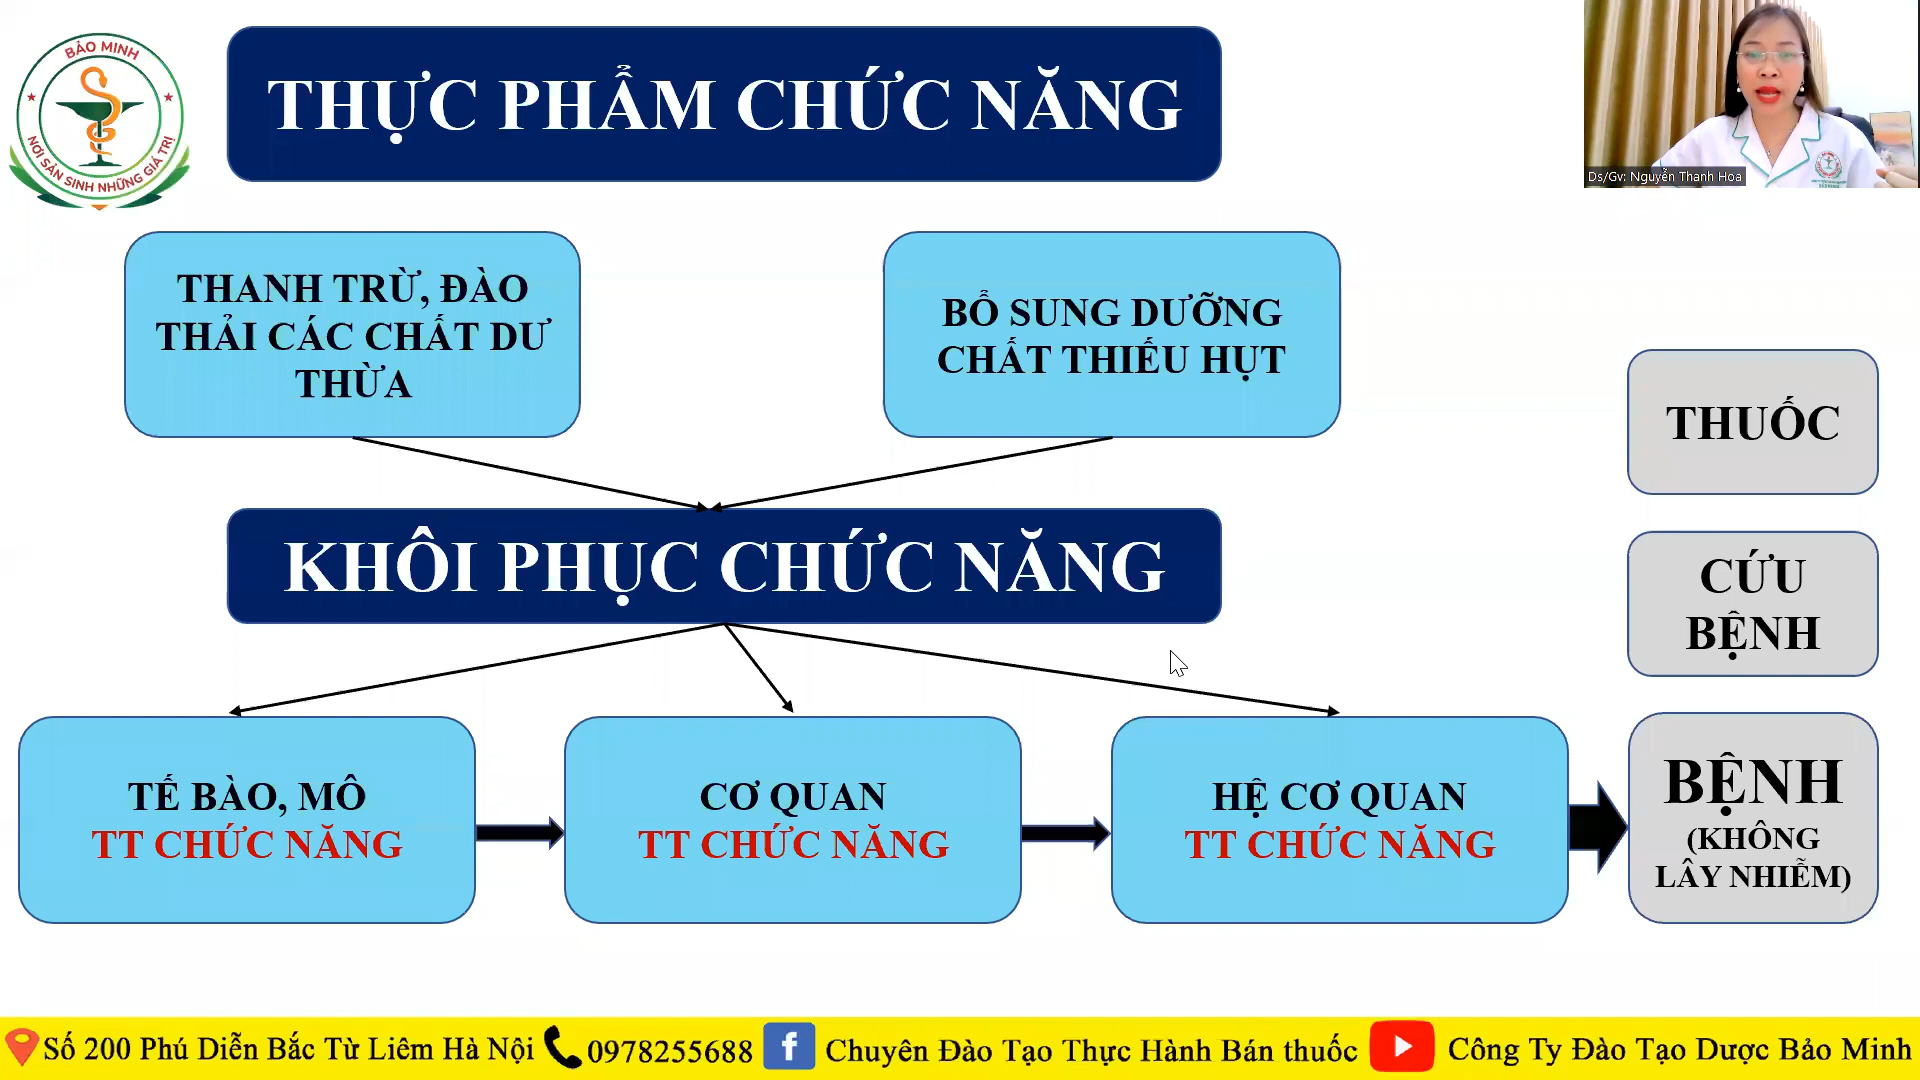 BẢO MINH
NƠI SẢN SINH NHỮNG GIÁ TRỊ
THỰC PHẨM CHỨC NĂNG
Ds/Gv: Nguyễn Thanh Hoa
THANH TRỪ, ĐÀO
THẢI CÁC CHẤT DƯ
THỪA
BỔ SUNG DƯỠNG
CHẤT THIẾU HỤT
THUỐC
KHÔI PHỤC CHỨC NĂNG
CỨU
BỆNH
TẾ BÀO, MÔ
TT CHỨC NĂNG
CƠ QUAN
TT CHỨC NĂNG
HỆ CƠ QUAN
TT CHỨC NĂNG
BỆNH
(KHÔNG
LÂY NHIỄM)
Số 200 Phú Diễn Bắc Từ Liêm Hà Nội
0978255688
f
Chuyên Đào Tạo Thực Hành Bán thuốc
Công Ty Đào Tạo Dược Bảo Minh